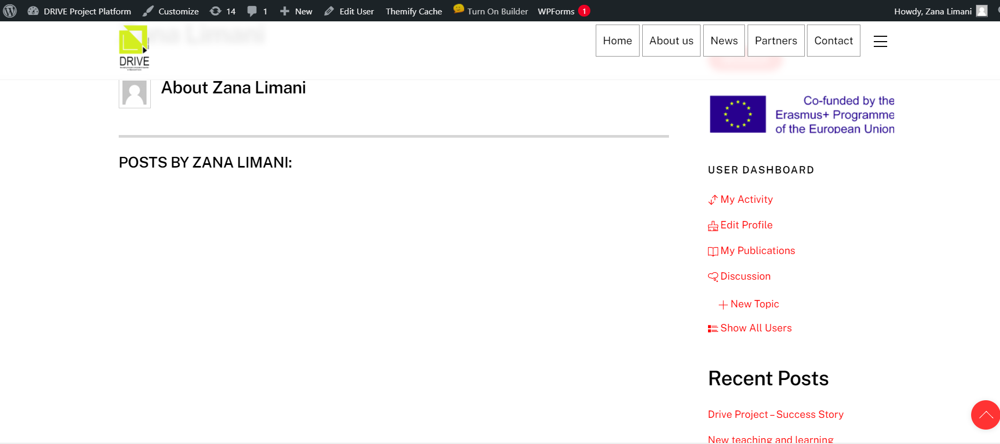 DRIVE Project Platform Customize 14 1 New Edit User Themify Cache Turn On Builder WPForms 1 Howdy, Zana Limani
Zana Limani
Home About us News Partners Contact
DRIVE
About Zana Limani
Co-funded by the
Erasmus+ Programme
of the European Union
POSTS BY ZANA LIMANI:
USER DASHBOARD
My Activity
Edit Profile
My Publications
Discussion
New Topic
Show All Users
Recent Posts
Drive Project – Success Story
New teaching and learning